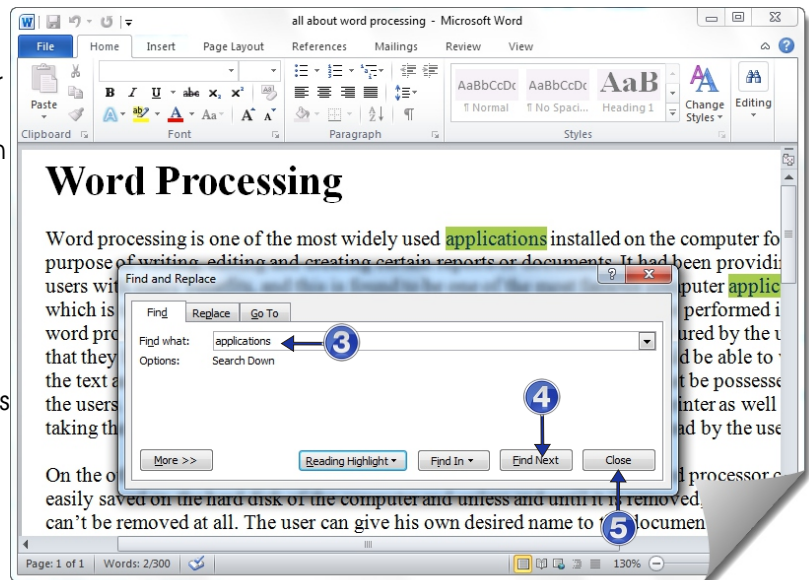 all about word processing - Microsoft Word
File Home Insert Page Layout References Mailings Review View
Paste
B I U abc X₂ X² Aa A A
AaBbCcDc AaBbCcDc AaB
¶ Normal ¶ No Spaci... Heading 1
Change Styles
Editing
Clipboard Font Paragraph Styles
Word Processing
Word processing is one of the most widely used applications installed on the computer fo
purpose of writing, editing and creating certain reports or documents. It had been providin
users wit
puter applic
which is
performed i
word pro
ured by the u
that they
d be able to
the text a
t be possesse
the users
inter as well
taking th
ad by the use
Find and Replace
Find Replace Go To
Find what: applications 3
Options: Search Down
4
More >> Reading Highlight Find In Find Next Close
On the o
d processor c
easily saved on the hard disk of the computer and unless and until it is removed,
5
can't be removed at all. The user can give his own desired name to ocumen
Page: 1 of 1 Words: 2/300 130%